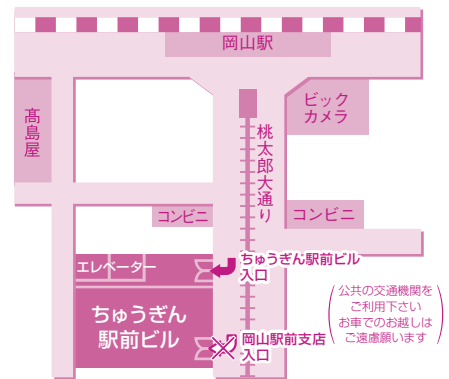 岡山駅
ビック
カメラ
髙島屋
桃太郎大通り
コンビニ
コンビニ
ちゅうぎん駅前ビル
入口
エレベーター
公共の交通機関を
ご利用下さい
お車でのお越しは
ご遠慮願います
ちゅうぎん
駅前ビル
岡山駅前支店
入口